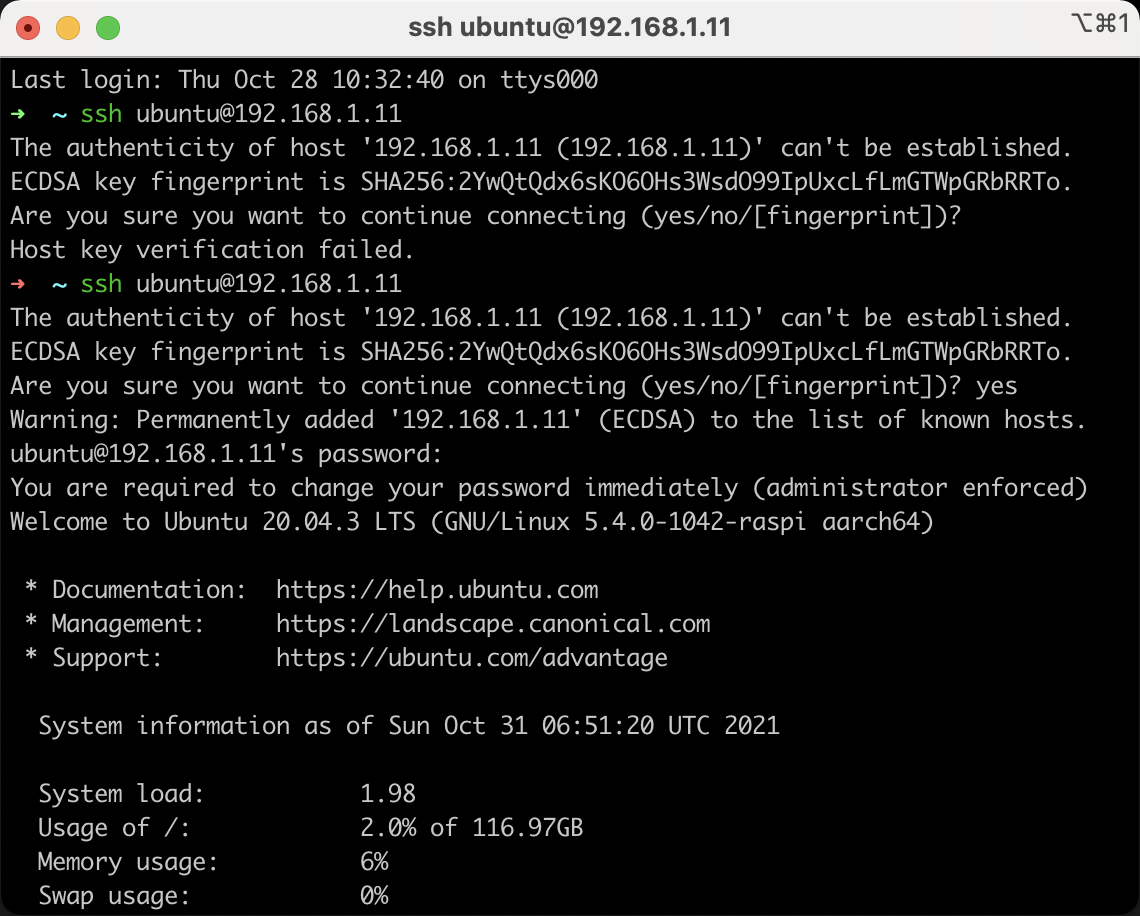 ssh ubuntu@192.168.1.11
⌥⌘1
Last login: Thu Oct 28 10:32:40 on ttys000
➜  ~ ssh ubuntu@192.168.1.11
The authenticity of host '192.168.1.11 (192.168.1.11)' can't be established.
ECDSA key fingerprint is SHA256:2YwQtQdx6sKO6OHs3WsdO99IpUxcLfLmGTWpGRbRRTo.
Are you sure you want to continue connecting (yes/no/[fingerprint])?
Host key verification failed.
➜  ~ ssh ubuntu@192.168.1.11
The authenticity of host '192.168.1.11 (192.168.1.11)' can't be established.
ECDSA key fingerprint is SHA256:2YwQtQdx6sKO6OHs3WsdO99IpUxcLfLmGTWpGRbRRTo.
Are you sure you want to continue connecting (yes/no/[fingerprint])? yes
Warning: Permanently added '192.168.1.11' (ECDSA) to the list of known hosts.
ubuntu@192.168.1.11's password:
You are required to change your password immediately (administrator enforced)
Welcome to Ubuntu 20.04.3 LTS (GNU/Linux 5.4.0-1042-raspi aarch64)

 * Documentation:  https://help.ubuntu.com
 * Management:     https://landscape.canonical.com
 * Support:        https://ubuntu.com/advantage

  System information as of Sun Oct 31 06:51:20 UTC 2021

  System load:           1.98
  Usage of /:            2.0% of 116.97GB
  Memory usage:          6%
  Swap usage:            0%